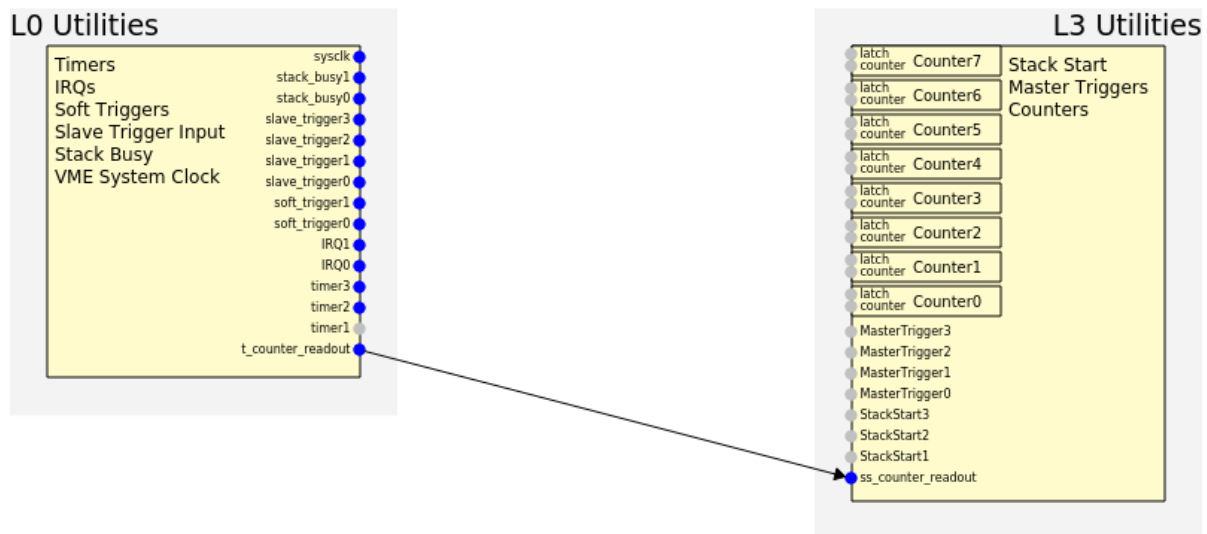 L0 Utilities
Timers
IRQs
Soft Triggers
Slave Trigger Input
Stack Busy
VME System Clock
sysclk
stack_busy1
stack_busy0
slave_trigger3
slave_trigger2
slave_trigger1
slave_trigger0
soft_trigger1
soft_trigger0
IRQ1
IRQ0
timer3
timer2
timer1
t_counter_readout
L3 Utilities
latch
counter Counter7
latch
counter Counter6
latch
counter Counter5
latch
counter Counter4
latch
counter Counter3
latch
counter Counter2
latch
counter Counter1
latch
counter Counter0
MasterTrigger3
MasterTrigger2
MasterTrigger1
MasterTrigger0
StackStart3
StackStart2
StackStart1
ss_counter_readout
Stack Start
Master Triggers
Counters